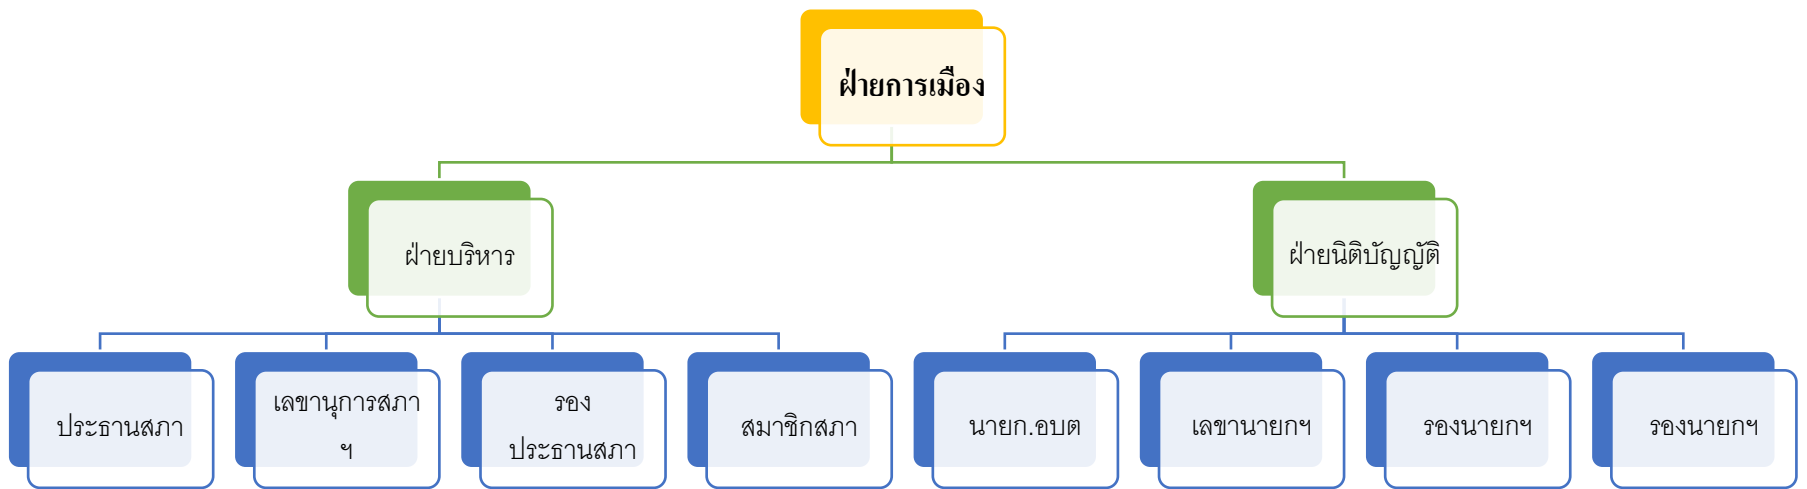 ฝ่ายการเมือง
ฝ่ายบริหาร
ฝ่ายนิติบัญญัติ
ประธานสภา
เลขานุการสภา
ฯ
รอง
ประธานสภา
สมาชิกสภา
นายก.อบต
เลขานายกฯ
รองนายกฯ
รองนายกฯ